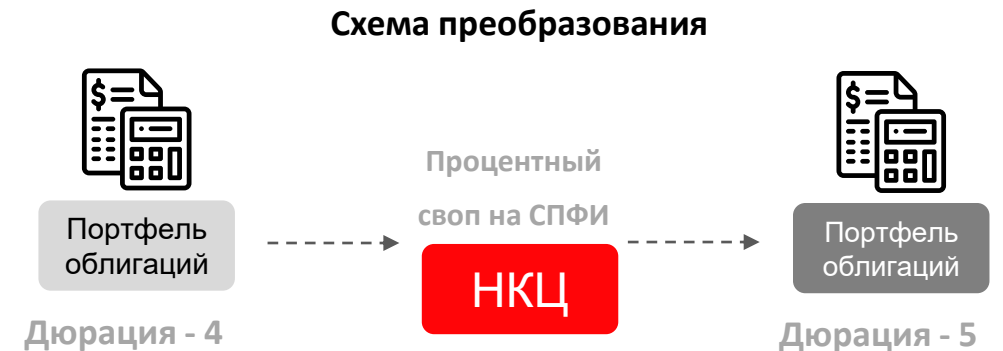 Схема преобразования
$
$
Процентный
своп на СПФИ
Портфель
облигаций
НКЦ
Портфель
облигаций
Дюрация - 4
Дюрация - 5